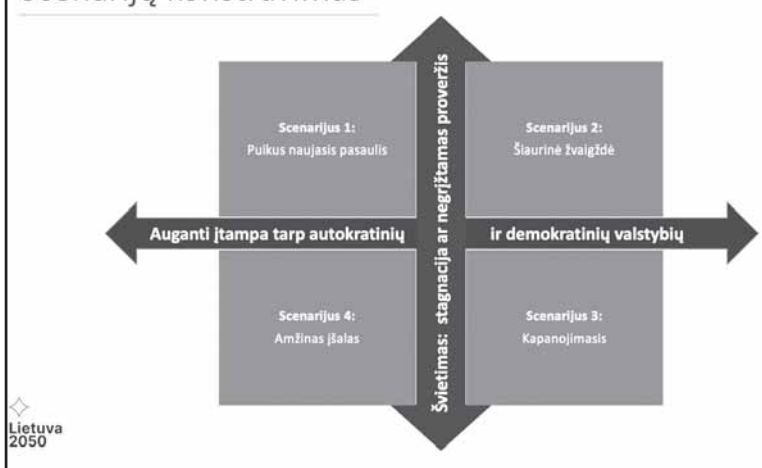 Scenarijus 1:
Puikus naujasis pasaulis
Scenarijus 2:
Šiaurinė žvaigždė
Auganti įtampa tarp autokratinių ir demokratinių valstybių
Švietimas: stagnacija ar negrįžtamas proveržis
Scenarijus 4:
Amžinas įšalas
Scenarijus 3:
Kapanojimasis
Lietuva
2050